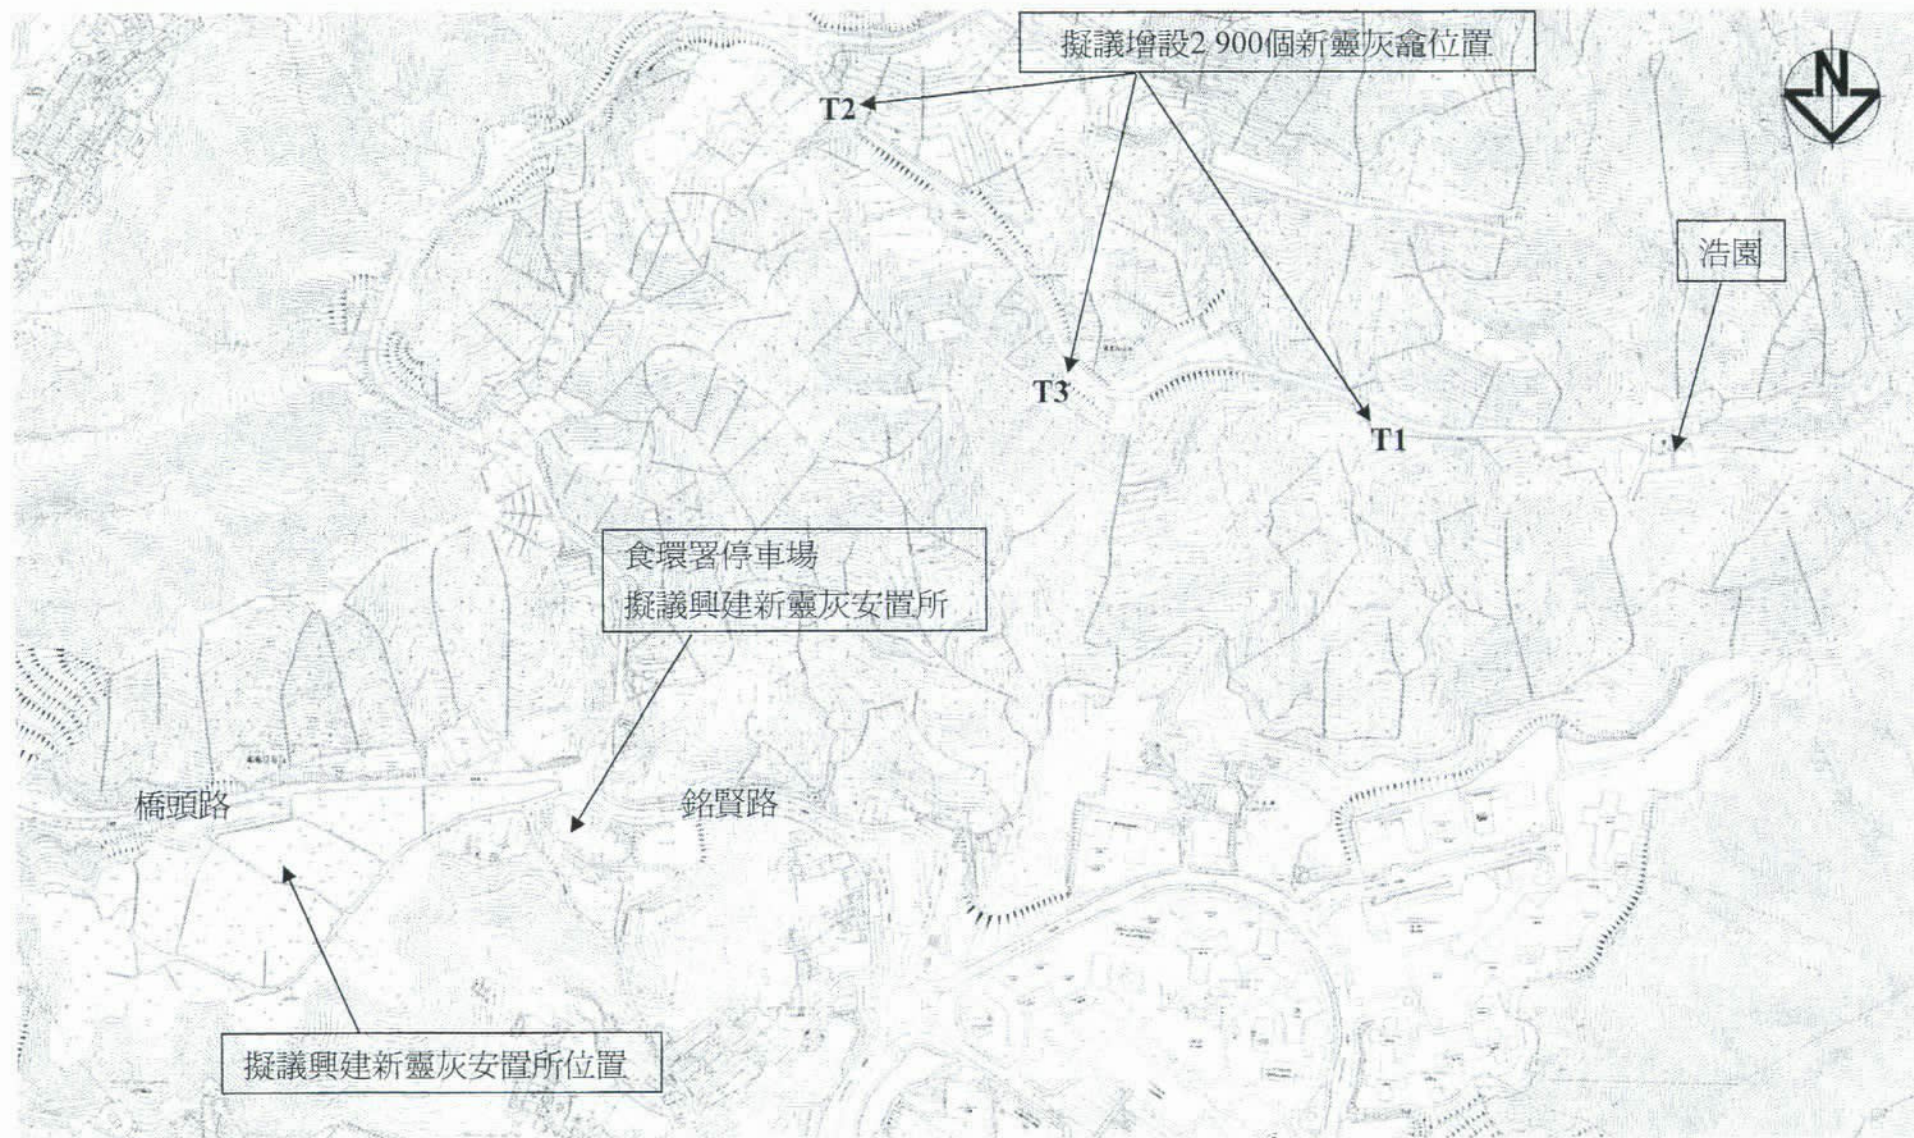 擬議增設2 900個新靈灰龕位置
N
T2
浩園
T3
T1
食環署停車場
擬議興建新靈灰安置所
橋頭路
銘賢路
擬議興建新靈灰安置所位置